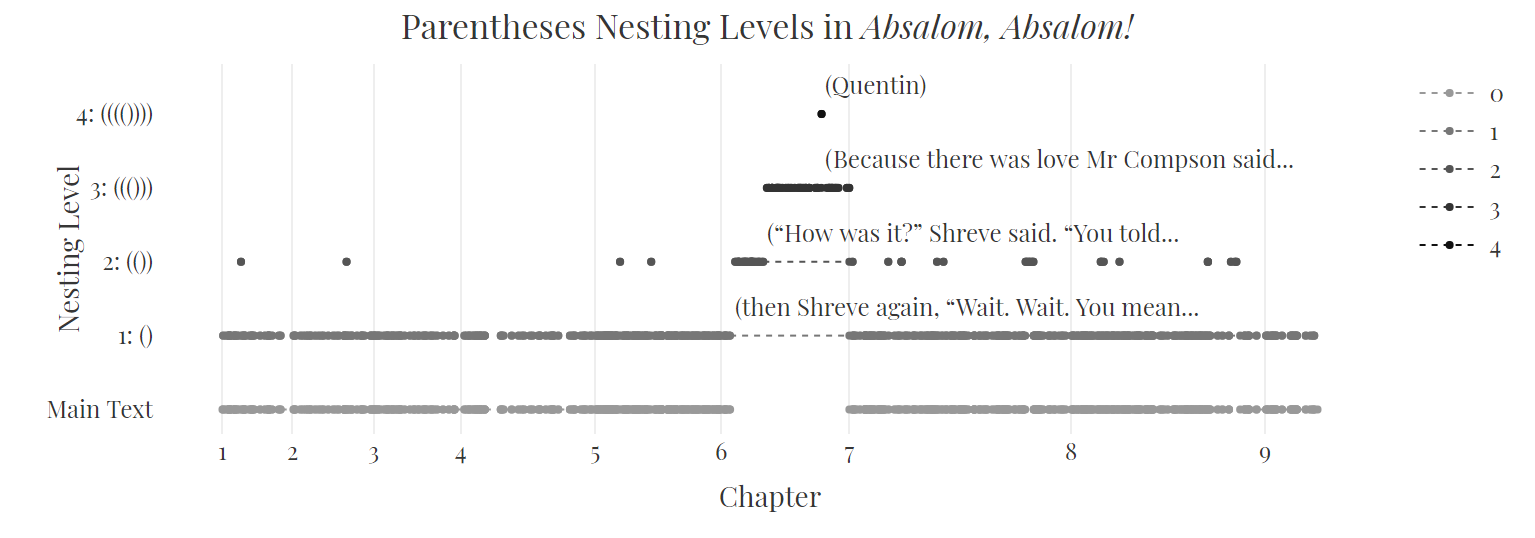 Parentheses Nesting Levels in Absalom, Absalom!
(Quentin)
4: (((())))
(Because there was love Mr Compson said...
3: ((()))
(“How was it?” Shreve said. “You told...
2: (())
(then Shreve again, “Wait. Wait. You mean...
1: ()
Main Text
Nesting Level
1 2 3 4 5 6 7 8 9
Chapter
0
1
2
3
4